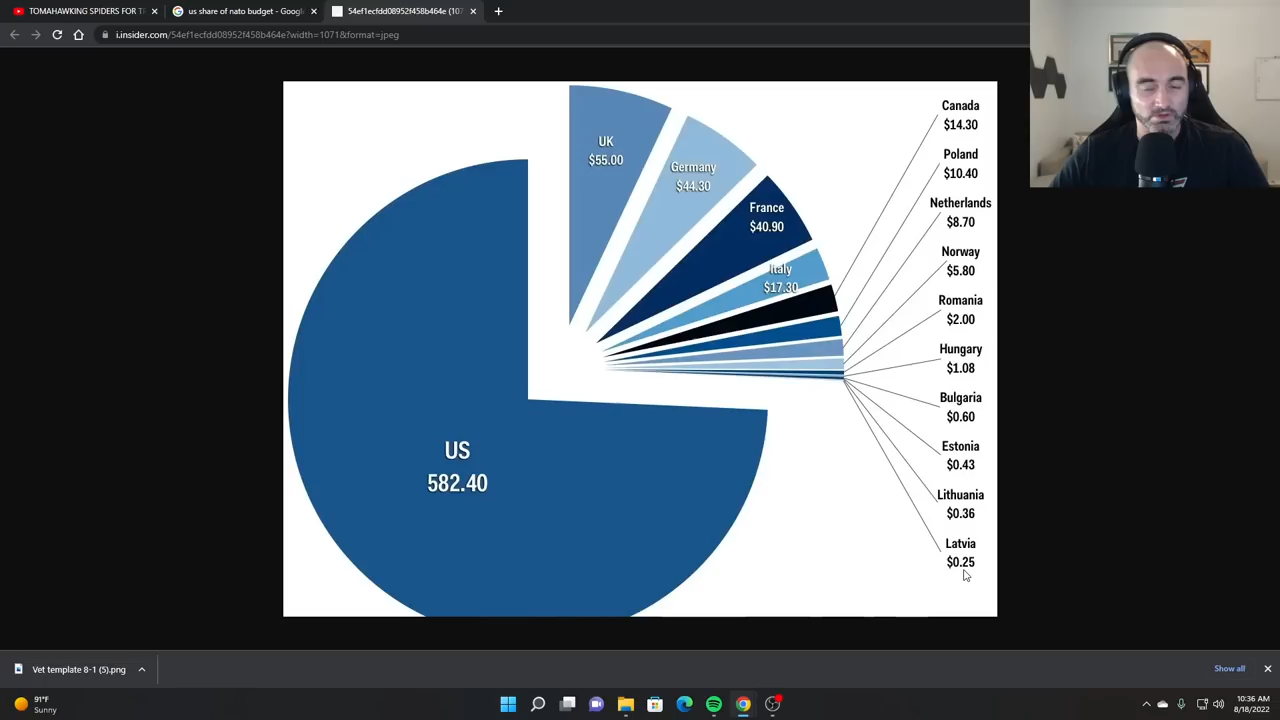 TOMAHAWKING SPIDERS FOR T
us share of nato budget - Google
54ef1ecfdd08952f458b464e (107
i.insider.com/54ef1ecfdd08952f458b464e?width=1071&format=jpeg
UK
$55.00
Germany
$44.30
France
$40.90
Italy
$17.30
US
582.40
Canada
$14.30
Poland
$10.40
Netherlands
$8.70
Norway
$5.80
Romania
$2.00
Hungary
$1.08
Bulgaria
$0.60
Estonia
$0.43
Lithuania
$0.36
Latvia
$0.25
Vet template 8-1 (5).png
Show all
91°F
Sunny
10:36 AM
8/18/2022